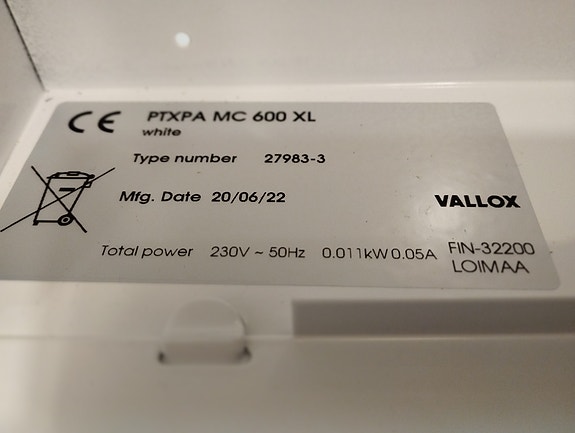 CE PTXPA MC 600 XL
white
Type number 27983-3
Mfg. Date 20/06/22
VALLOX
Total power 230V ~ 50Hz 0.011kW 0.05A
FIN-32200
LOIMAA